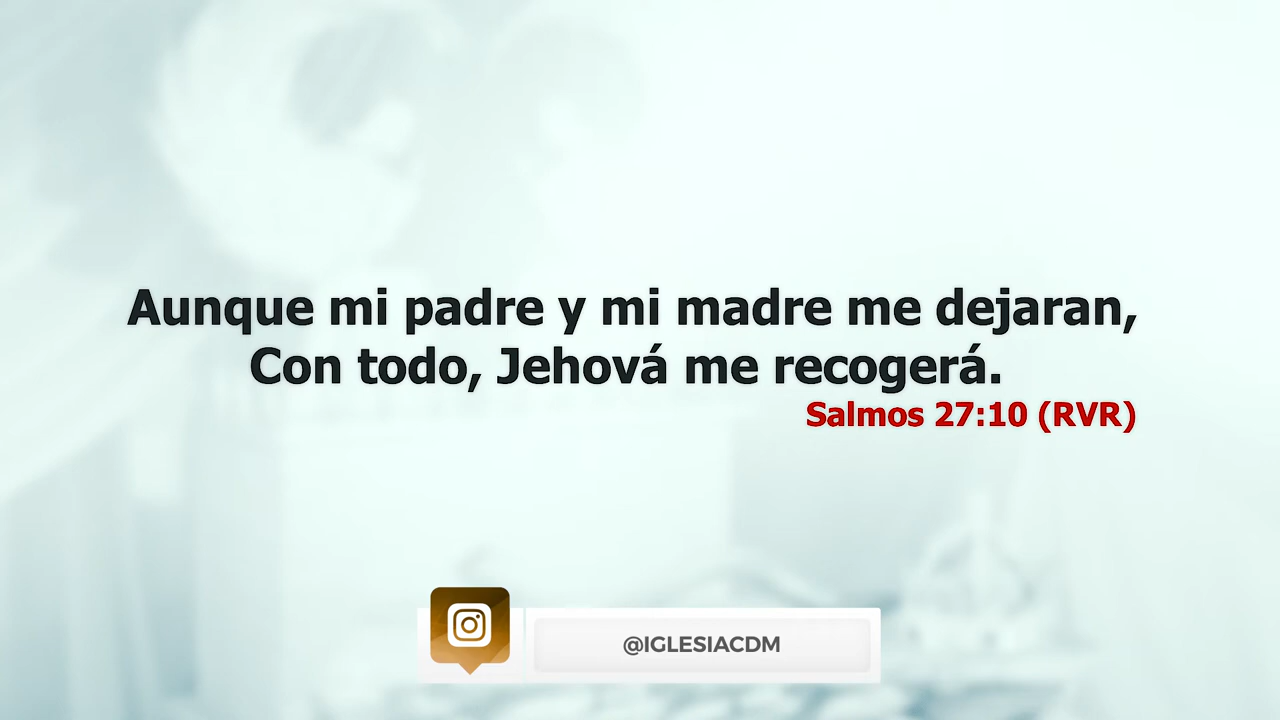 Aunque mi padre y mi madre me dejaran,
Con todo, Jehová me recogerá.
Salmos 27:10 (RVR)
@IGLESIACDM